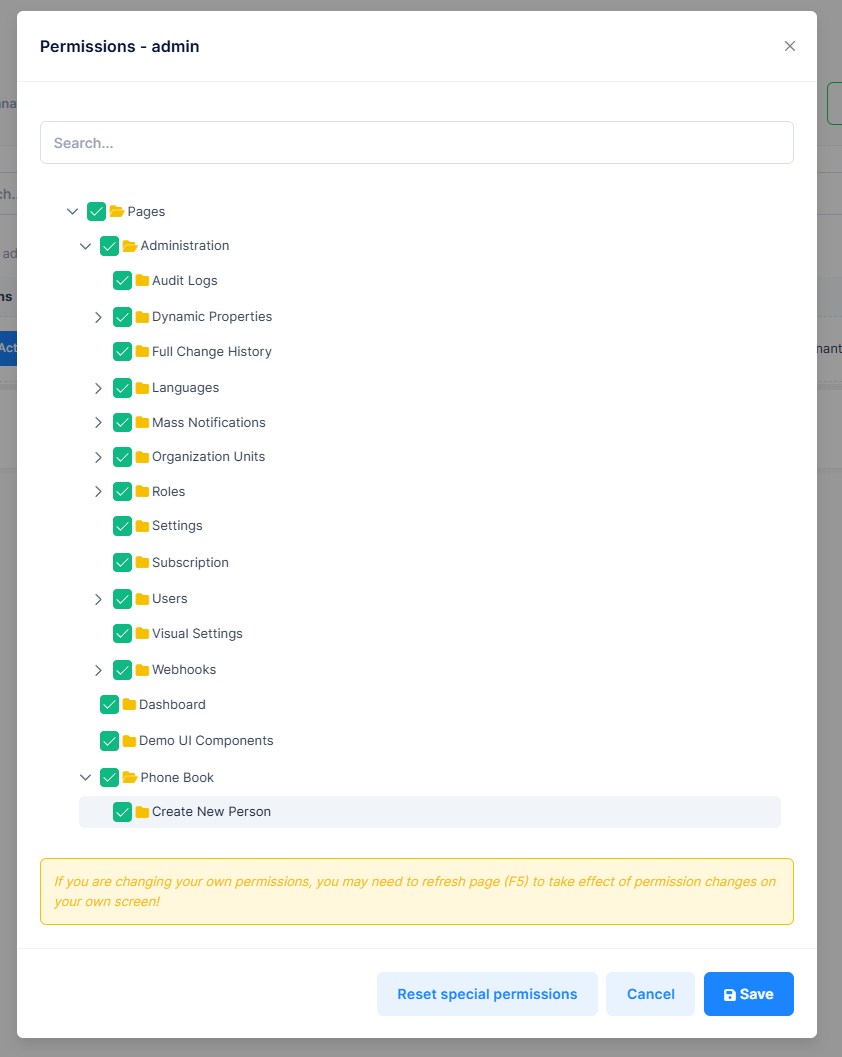 Permissions - admin
Search...
Pages
Administration
Audit Logs
Dynamic Properties
Full Change History
Languages
Mass Notifications
Organization Units
Roles
Settings
Subscription
Users
Visual Settings
Webhooks
Dashboard
Demo UI Components
Phone Book
Create New Person
If you are changing your own permissions, you may need to refresh page (F5) to take effect of permission changes on
your own screen!
Reset special permissions
Cancel
Save